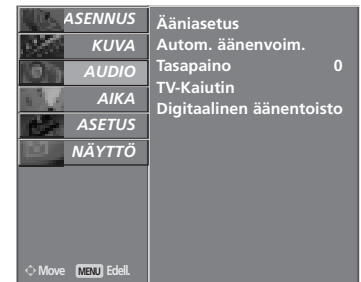 ASENNUS
KUVA
AUDIO
AIKA
ASETUS
NÄYTTÖ
Move MENU Edell.
Ääniasetus
Autom. äänenvoim.
Tasapaino 0
TV-Kaiutin
Digitaalinen äänentoisto